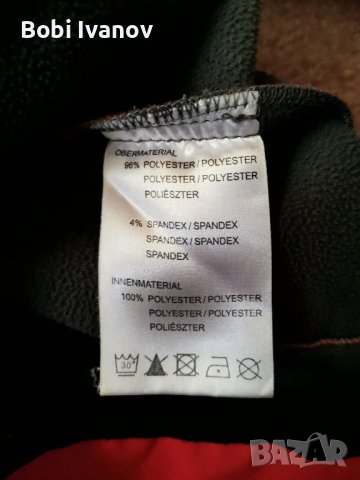 Bobi Ivanov
OBERMATERIAL
96% POLYESTER / POLYESTER
POLYESTER / POLYESTER
POLIÉSZTER
4% SPANDEX / SPANDEX
SPANDEX / SPANDEX
SPANDEX
INNENMATERIAL
100% POLYESTER / POLYESTER
POLYESTER / POLYESTER
POLIÉSZTER
30°
BAZAR